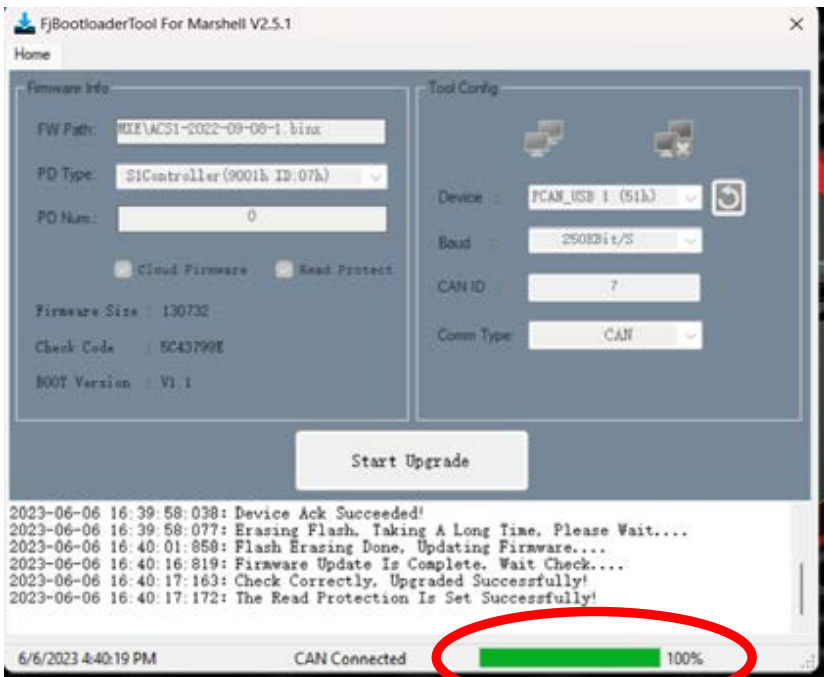 FjBootloaderTool For Marshell V2.5.1
Home
Firmware Info
FW Path: MXE\ACS1-2022-09-08-1.binx
PD Type: S1Controller(9001h ID:07h)
PD Num.: 0
Cloud Firmware Read Protect
Firmware Size : 130732
Check Code :
BOOT Version : V1.1
Tool Config
Device : PCAN_USB 1 (51h)
Baud : 250KBit/S
CAN ID 7
Comm Type: CAN
Start Upgrade
2023-06-06 16:39:58:038: Device Ack Succeeded!
2023-06-06 16:39:58:077: Erasing Flash, Taking A Long Time, Please Wait....
2023-06-06 16:40:01:858: Flash Erasing Done, Updating Firmware....
2023-06-06 16:40:16:819: Firmware Update Is Complete. Wait Check....
2023-06-06 16:40:17:163: Check Correctly, Upgraded Successfully!
2023-06-06 16:40:17:172: The Read Protection Is Set Successfully!
6/6/2023 4:40:19 PM CAN Connected 100%